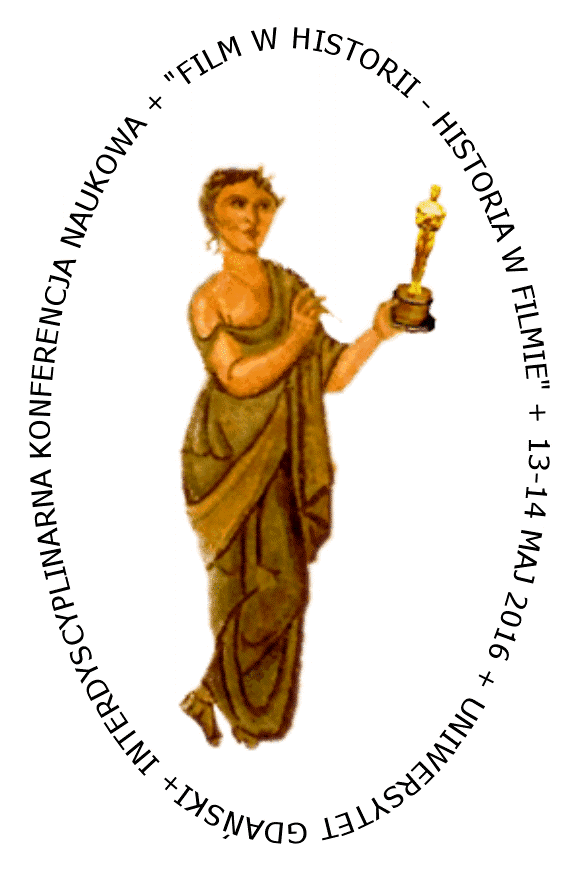 INTERDYSCYPLINARNA KONFERENCJA NAUKOWA + "FILM W HISTORII - HISTORIA W FILMIE" + 13-14 MAJ 2016 + UNIWERSYTET GDAŃSKI+